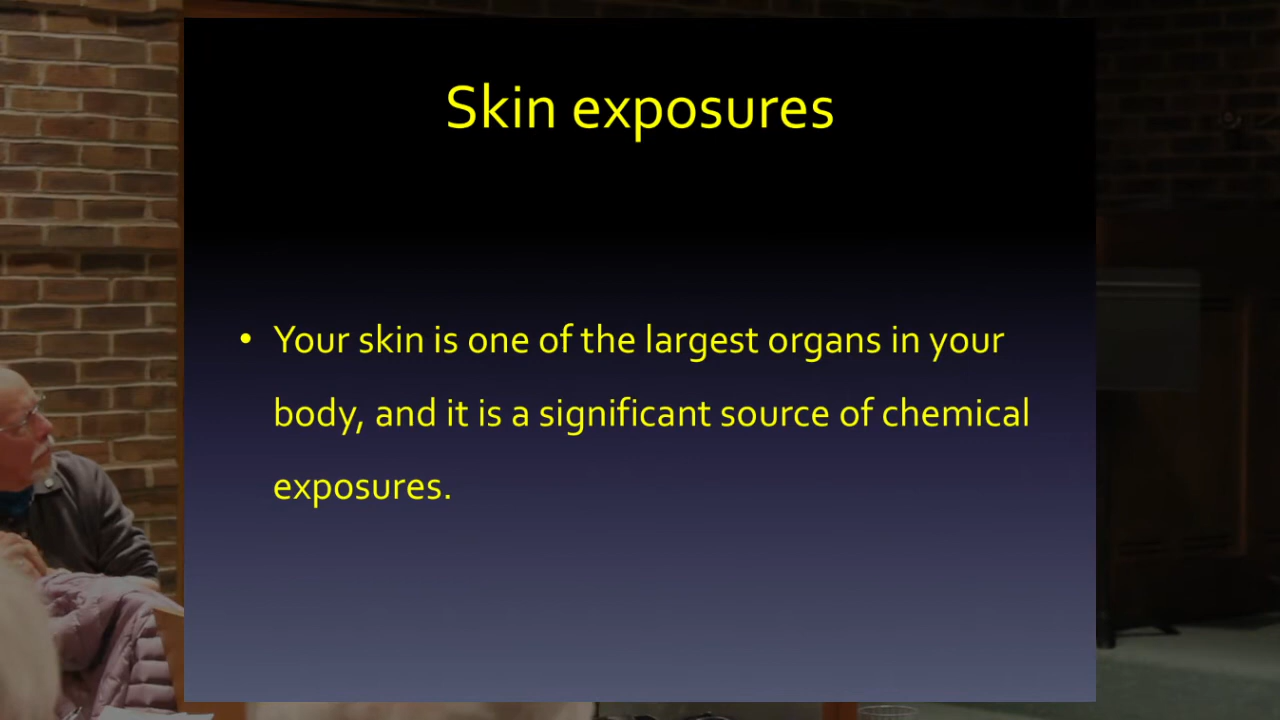 Skin exposures
• Your skin is one of the largest organs in your
body, and it is a significant source of chemical
exposures.